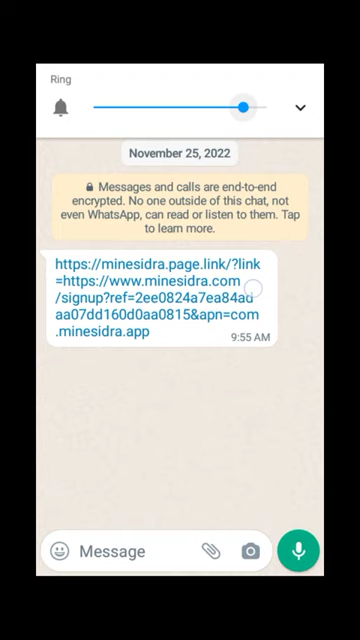 Ring
November 25, 2022
Messages and calls are end-to-end
encrypted. No one outside of this chat, not
even WhatsApp, can read or listen to them. Tap
to learn more.
https://minesidra.page.link/?link
=https://www.minesidra.com
/signup?ref=2ee0824a7ea84ad
aa07dd160d0aa0815&apn=com
.minesidra.app
9:55 AM
Message